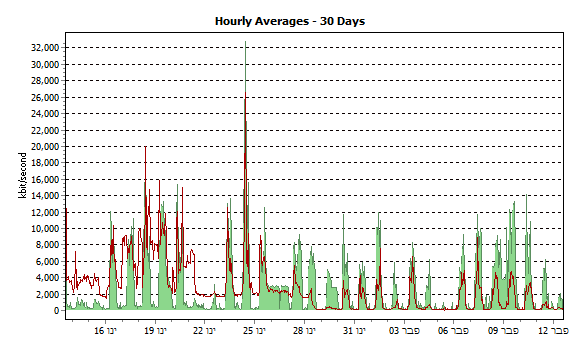 Hourly Averages - 30 Days
kbit/second
32,000
30,000
28,000
26,000
24,000
22,000
20,000
18,000
16,000
14,000
12,000
10,000
8,000
6,000
4,000
2,000
0
16 ינו
19 ינו
22 ינו
25 ינו
28 ינו
31 ינו
03 פבר
06 פבר
09 פבר
12 פבר